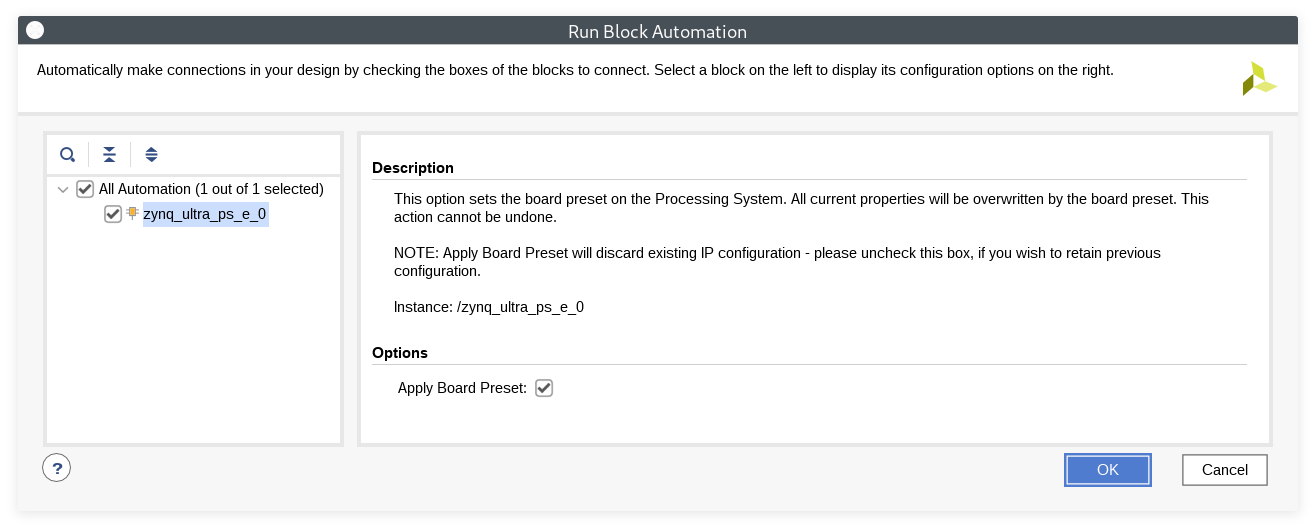 Run Block Automation
Automatically make connections in your design by checking the boxes of the blocks to connect. Select a block on the left to display its configuration options on the right.
All Automation (1 out of 1 selected)
zynq_ultra_ps_e_0
Description
This option sets the board preset on the Processing System. All current properties will be overwritten by the board preset. This
action cannot be undone.
NOTE: Apply Board Preset will discard existing IP configuration - please uncheck this box, if you wish to retain previous
configuration.
Instance: /zynq_ultra_ps_e_0
Options
Apply Board Preset:
?
OK
Cancel